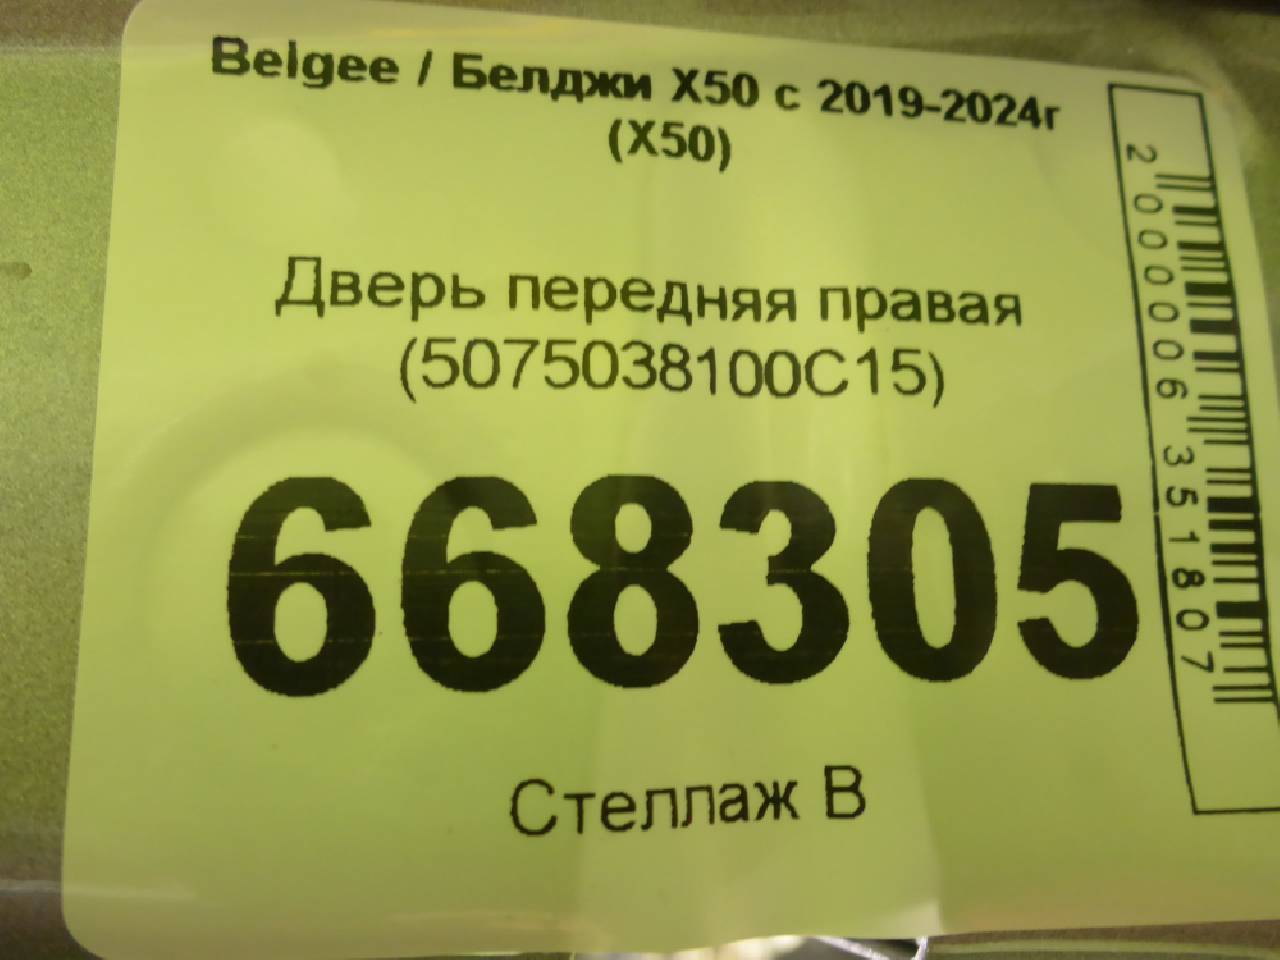 Belgee / Белджи X50 с 2019-2024г
(X50)
Дверь передняя правая
(5075038100C15)
668305
Стеллаж В
2000006351807